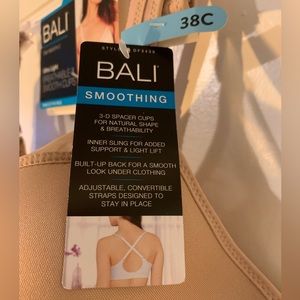 38C
BALI
STYLE
BALI
SMOOTHING
3-D SPACER CUPS
FOR NATURAL SHAPE
& BREATHABILITY
INNER SLING FOR ADDED
SUPPORT & LIGHT LIFT
BUILT-UP BACK FOR A SMOOTH
LOOK UNDER CLOTHING
ADJUSTABLE, CONVERTIBLE
STRAPS DESIGNED TO
STAY IN PLACE